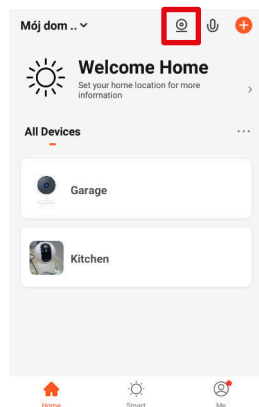 Mój dom .. 
Welcome Home
Set your home location for more
information
All Devices
Garage
Kitchen
Home Smart Me